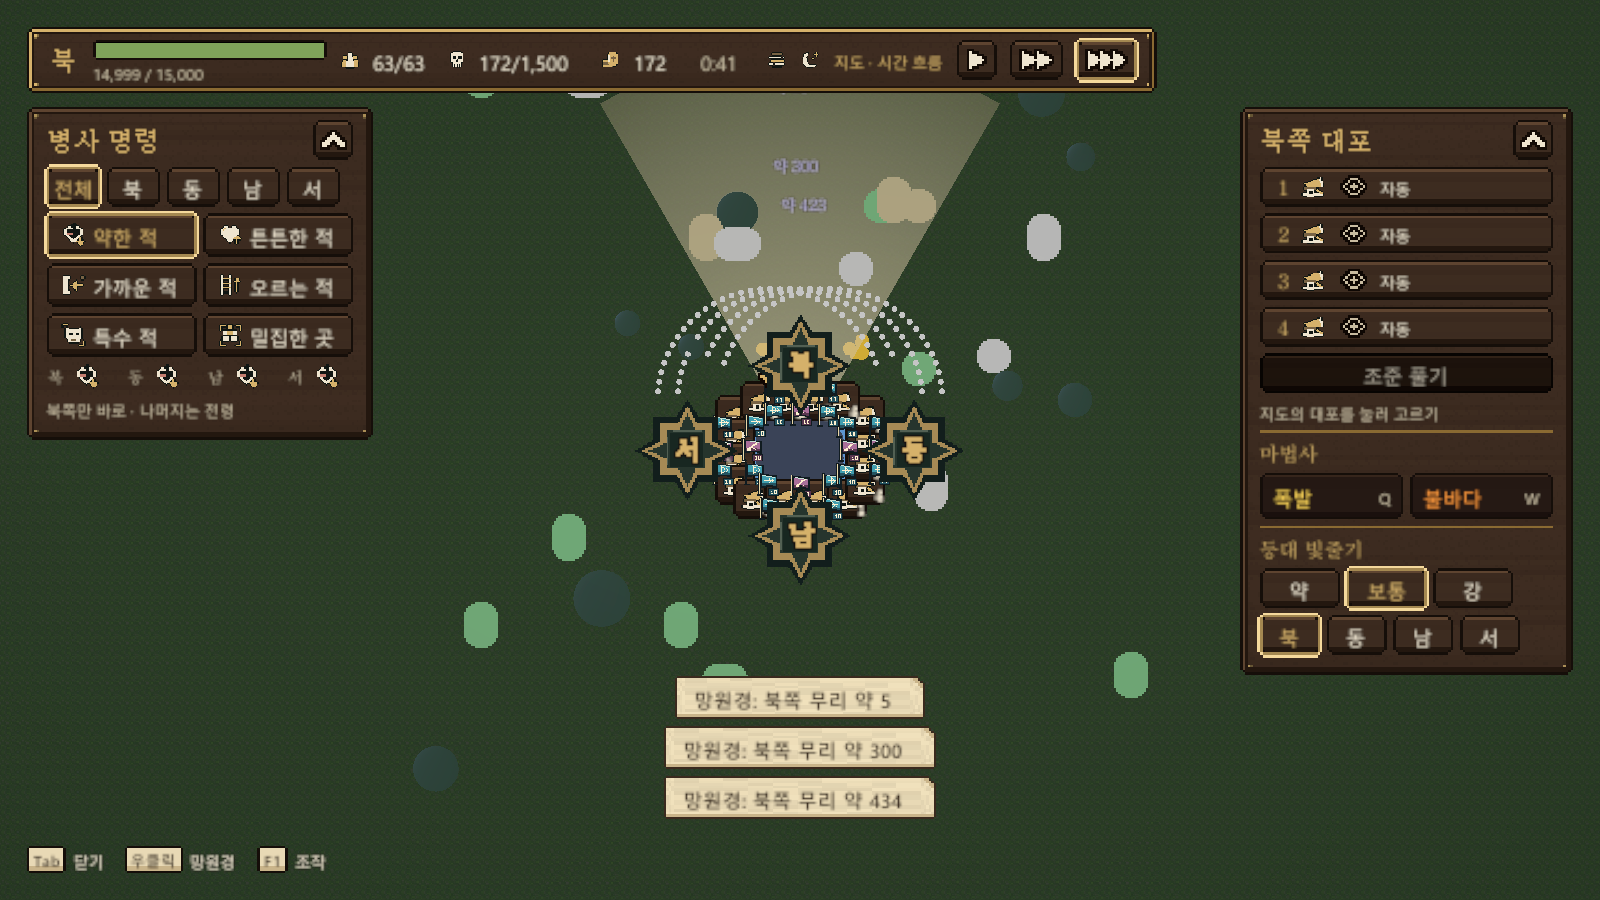 북
14,999 / 15,000
63/63
172/1,500
172
0:41
지도 · 시간 흐름
병사 명령
전체 북 동 남 서
약한 적 튼튼한 적
가까운 적 오르는 적
특수 적 밀집한 곳
북 동 남 서
북쪽만 바로 · 나머지는 전령
약 300
약 423
북
서
동
남
북쪽 대포
1 자동
2 자동
3 자동
4 자동
조준 풀기
지도의 대포를 눌러 고르기
마법사
폭발 Q 불바다 W
등대 빛줄기
약 보통 강
북 동 남 서
망원경: 북쪽 무리 약 5
망원경: 북쪽 무리 약 300
망원경: 북쪽 무리 약 434
Tab 닫기 우클릭 망원경 F1 조작